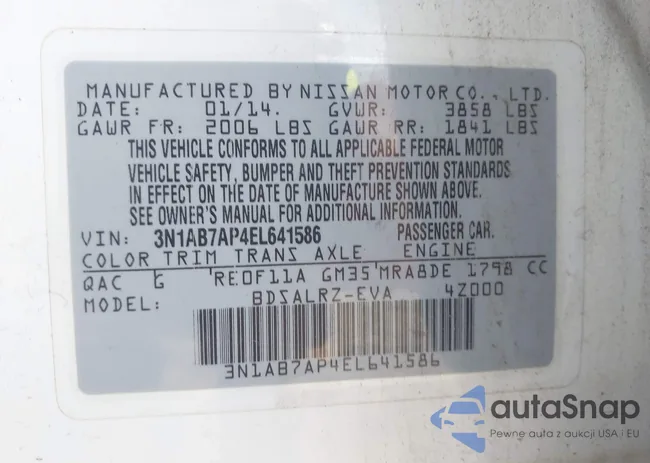 MANUFACTURED BY NISSAN MOTOR CO., LTD.
DATE: 01/14. GVWR: 3858 LBS
GAWR FR: 2006 LBS GAWR RR: 1841 LBS
THIS VEHICLE CONFORMS TO ALL APPLICABLE FEDERAL MOTOR
VEHICLE SAFETY, BUMPER AND THEFT PREVENTION STANDARDS
IN EFFECT ON THE DATE OF MANUFACTURE SHOWN ABOVE.
SEE OWNER'S MANUAL FOR ADDITIONAL INFORMATION.
VIN: 3N1AB7AP4EL641586 PASSENGER CAR.
COLOR TRIM TRANS AXLE ENGINE
QAC G RE0F11A GM35 MRA8DE 1798 CC
MODEL: BDSALRZ-EVA 4Z000
3N1AB7AP4EL641586
autaSnap
Pewne auta z aukcji USA i EU